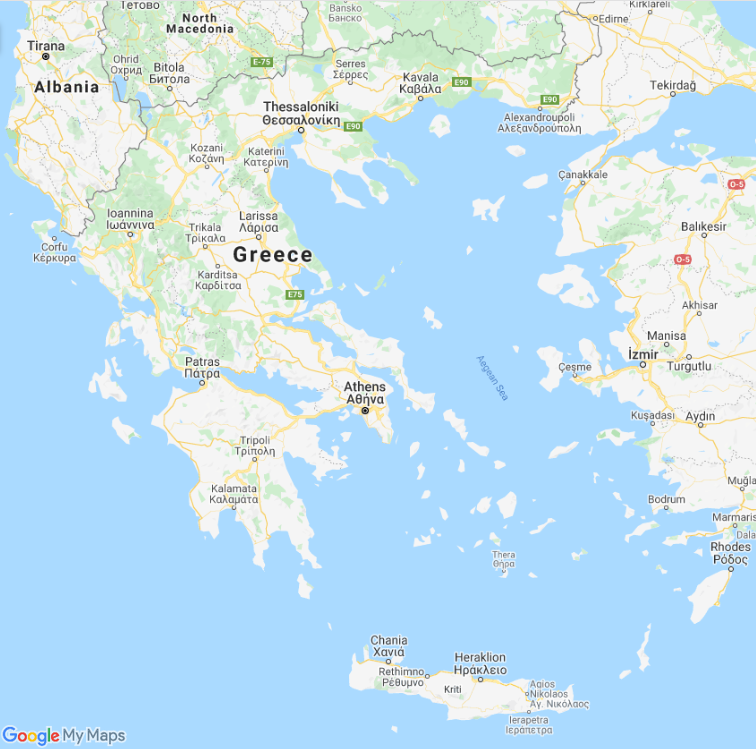 Тетово
North
Macedonia
Bansko
Банско
Kırklareli
Edirne
Tirana
Ohrid
Охрид
Bitola
Битола
E-75
Serres
Σέρρες
Kavala
Καβάλα
E90
Tekirdağ
Albania
Thessaloniki
Θεσσαλονίκη
E90
E90
Alexandroupoli
Αλεξανδρούπολη
Kozani
Κοζάνη
Katerini
Κατερίνη
Çanakkale
O-5
Ioannina
Ιωάννινα
Larissa
Λάρισα
Trikala
Τρίκαλα
Balıkesir
Corfu
Κέρκυρα
Greece
O-5
Karditsa
Καρδίτσα
E75
Akhisar
Manisa
İzmir
Turgutlu
Patras
Πάτρα
Çeşme
Aegean Sea
Athens
Αθήνα
Kuşadası
Aydın
Tripoli
Τρίπολη
Kalamata
Καλαμάτα
Muğla
Bodrum
Marmaris
Dala
Thera
Θήρα
Rhodes
Ρόδος
Chania
Χανιά
Heraklion
Ηράκλειο
Rethimno
Ρέθυμνο
Kriti
Agios
Nikolaos
Αγ. Νικόλαος
Ierapetra
Ιεράπετρα
Google My Maps